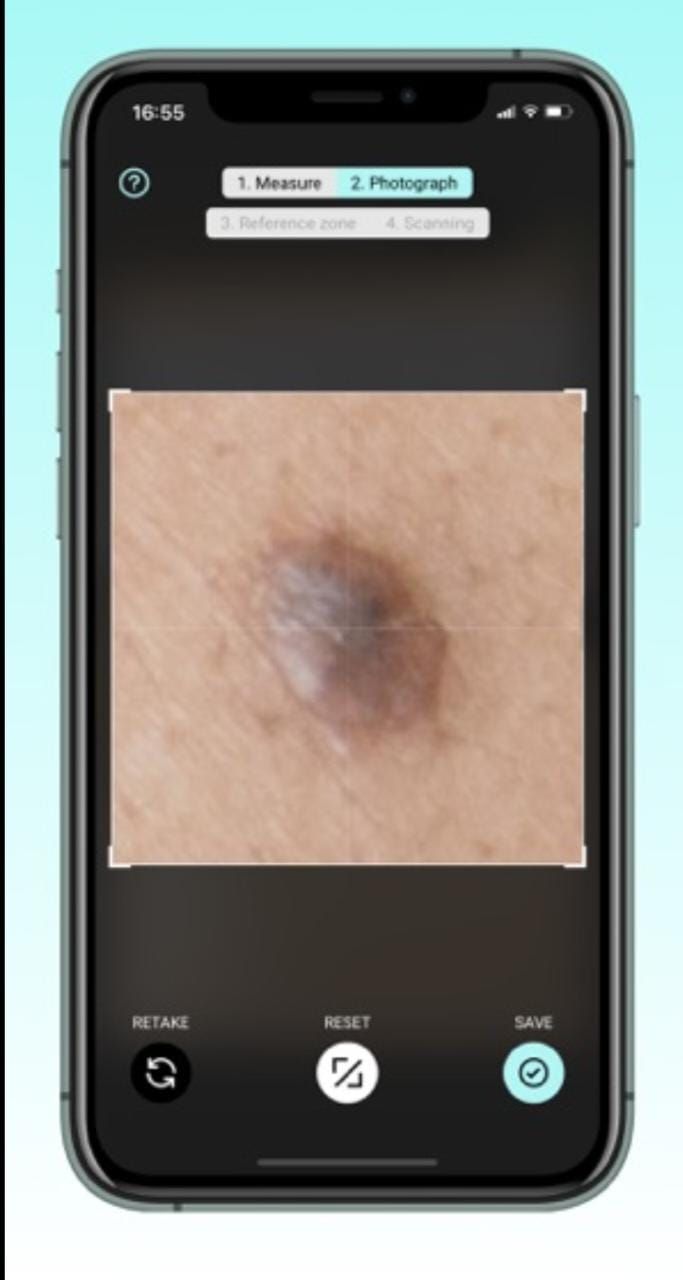 16:55
1. Measure 2. Photograph
3. Reference zone 4. Scanning
RETAKE RESET SAVE